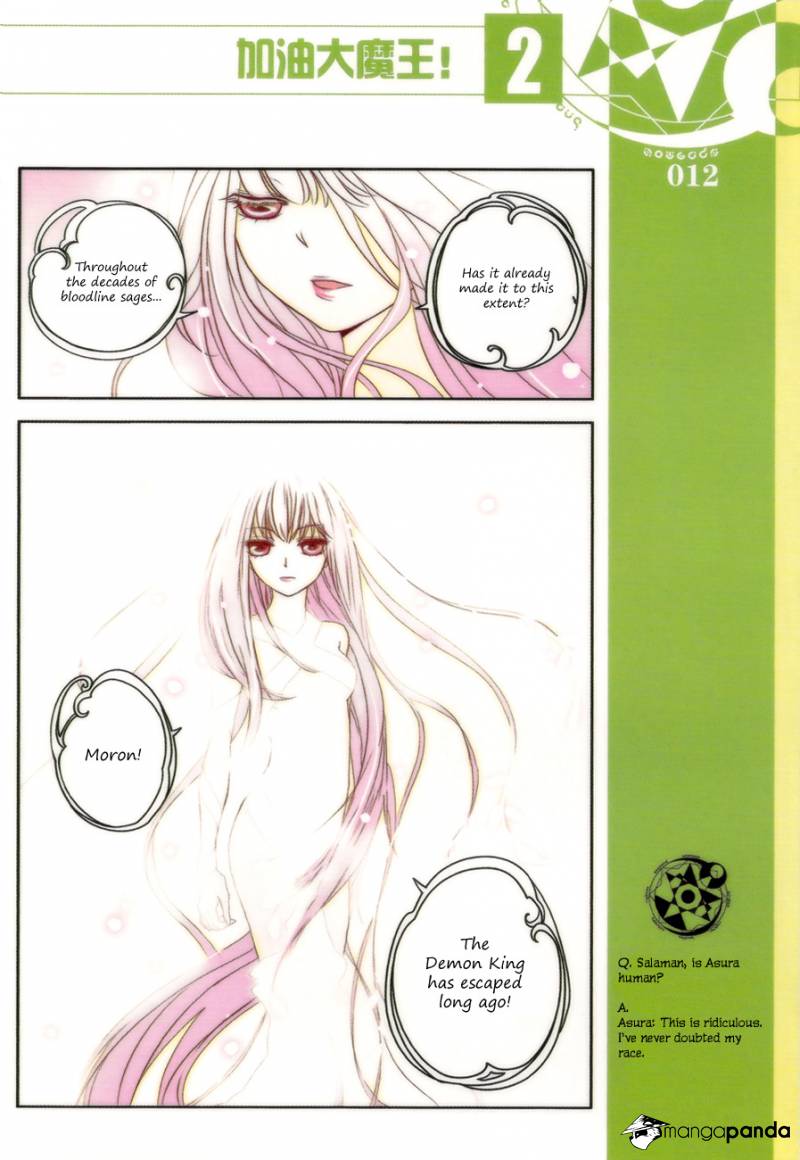 加油大魔王!
2
012
Throughout
the decades of
bloodline sages...
Has it already
made it to this
extent?
Moron!
The
Demon King
has escaped
long ago!
Q. Salaman, is Asura
human?
A.
Asura: This is ridiculous.
I've never doubted my
race.
mangapanda